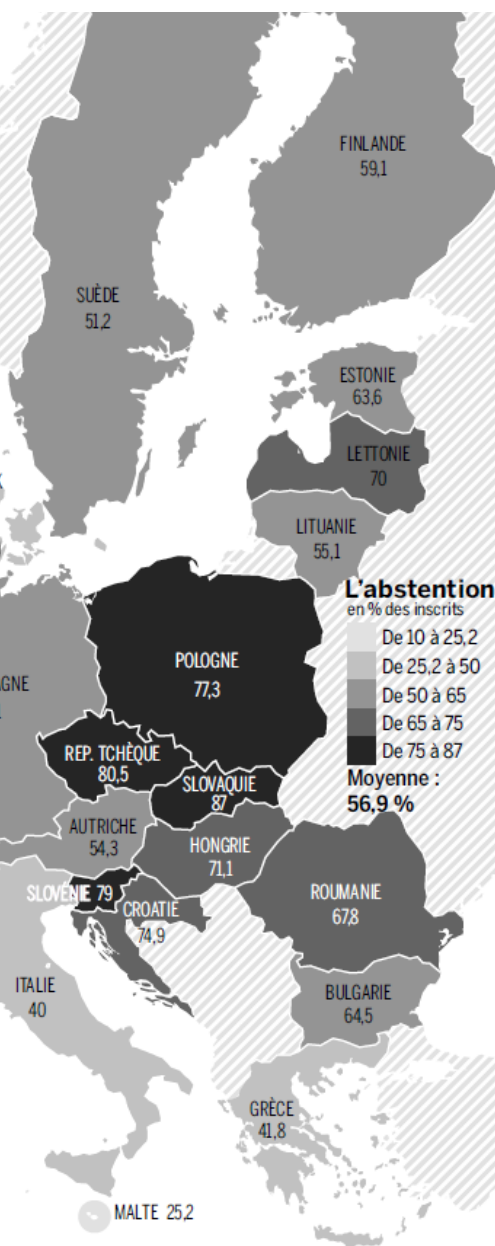 FINLANDE
59,1
SUÈDE
51,2
ESTONIE
63,6
LETTONIE
70
LITUANIE
55,1
L'abstention
en % des inscrits
De 10 à 25,2
De 25,2 à 50
De 50 à 65
De 65 à 75
De 75 à 87
Moyenne :
56,9 %
POLOGNE
77,3
AGNE
REP. TCHÈQUE
80,5
SLOVAQUIE
87
AUTRICHE
54,3
HONGRIE
71,1
SLOVÉNIE 79
CROATIE
74,9
ROUMANIE
67,8
ITALIE
40
BULGARIE
64,5
GRÈCE
41,8
MALTE 25,2